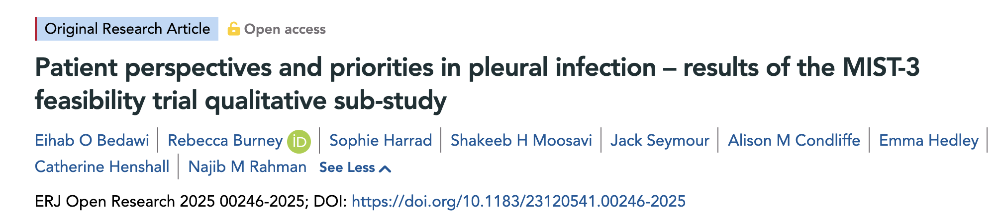 Original Research Article Open access
Patient perspectives and priorities in pleural infection – results of the MIST-3
feasibility trial qualitative sub-study
Eihab O Bedawi Rebecca Burney iD Sophie Harrad Shakeeb H Moosavi Jack Seymour Alison M Condliffe Emma Hedley
Catherine Henshall Najib M Rahman See Less
ERJ Open Research 2025 00246-2025; DOI: https://doi.org/10.1183/23120541.00246-2025